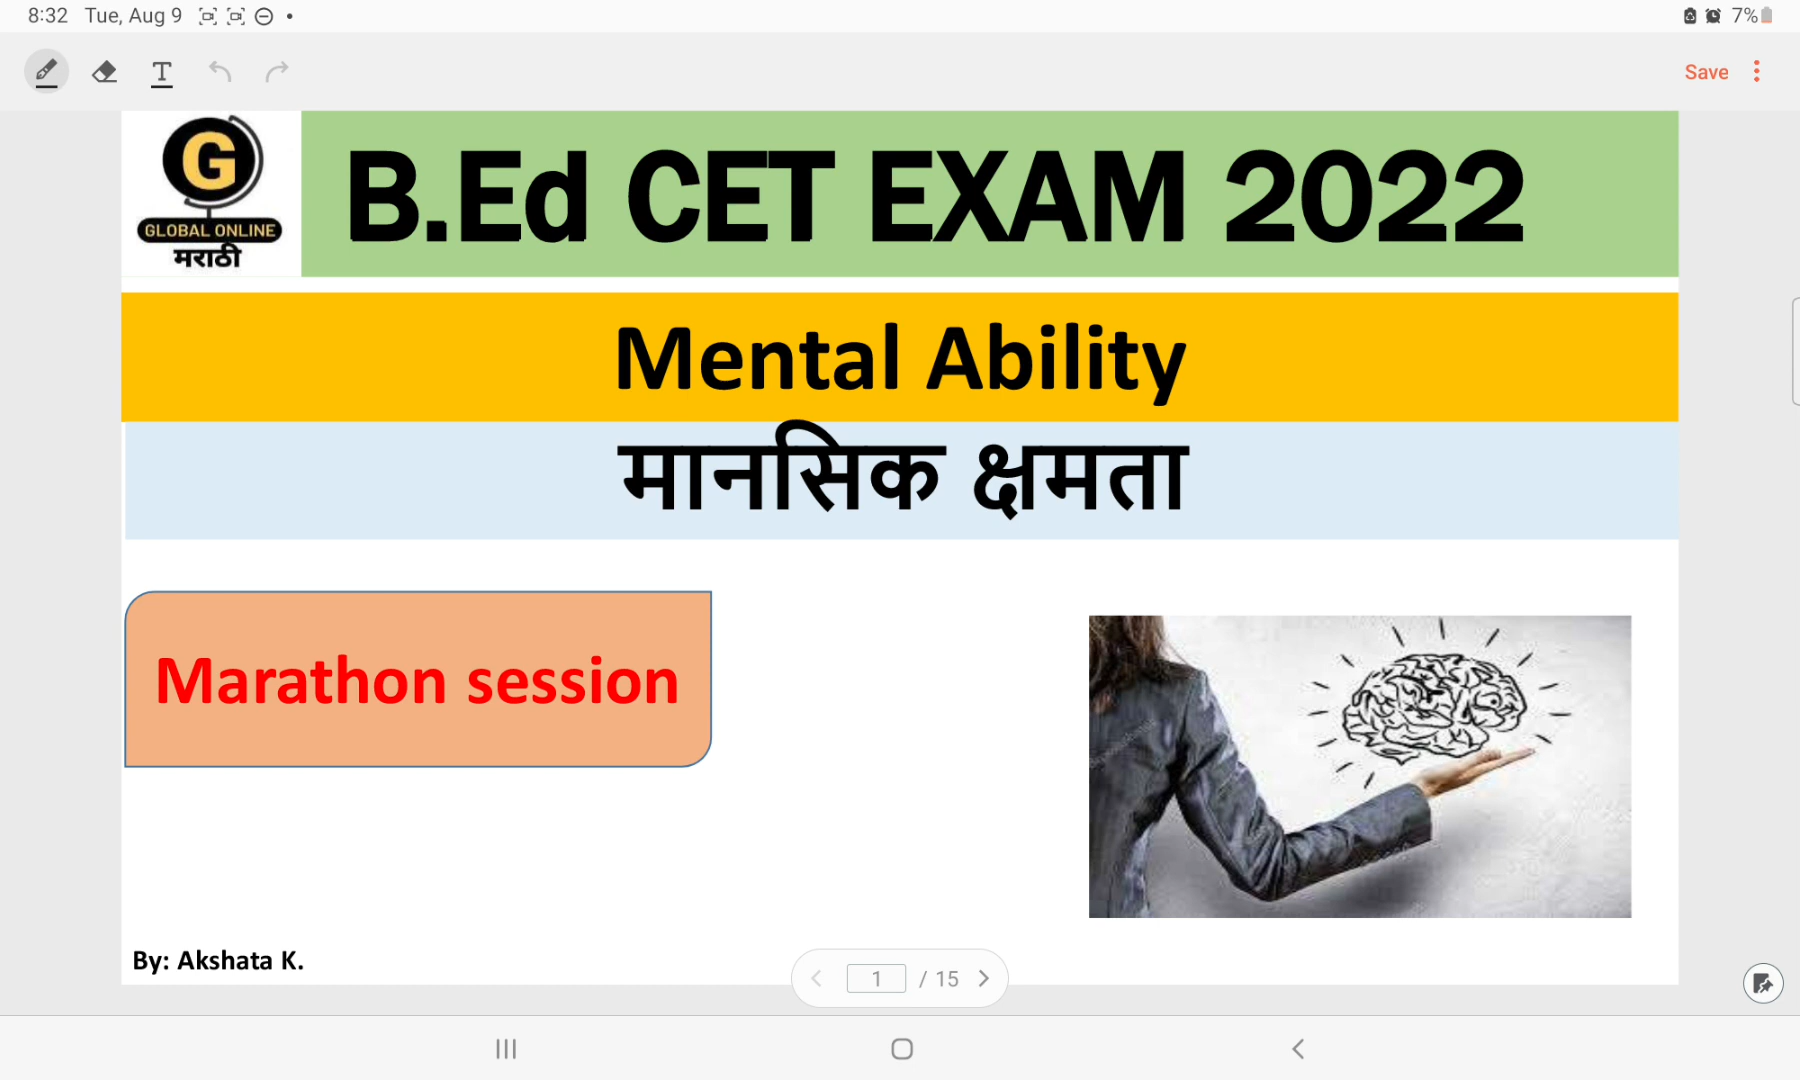 8:32 Tue, Aug 9
7%
T
Save
G
GLOBAL ONLINE
मराठी
B.Ed CET EXAM 2022
Mental Ability
मानसिक क्षमता
Marathon session
By: Akshata K.
1 / 15